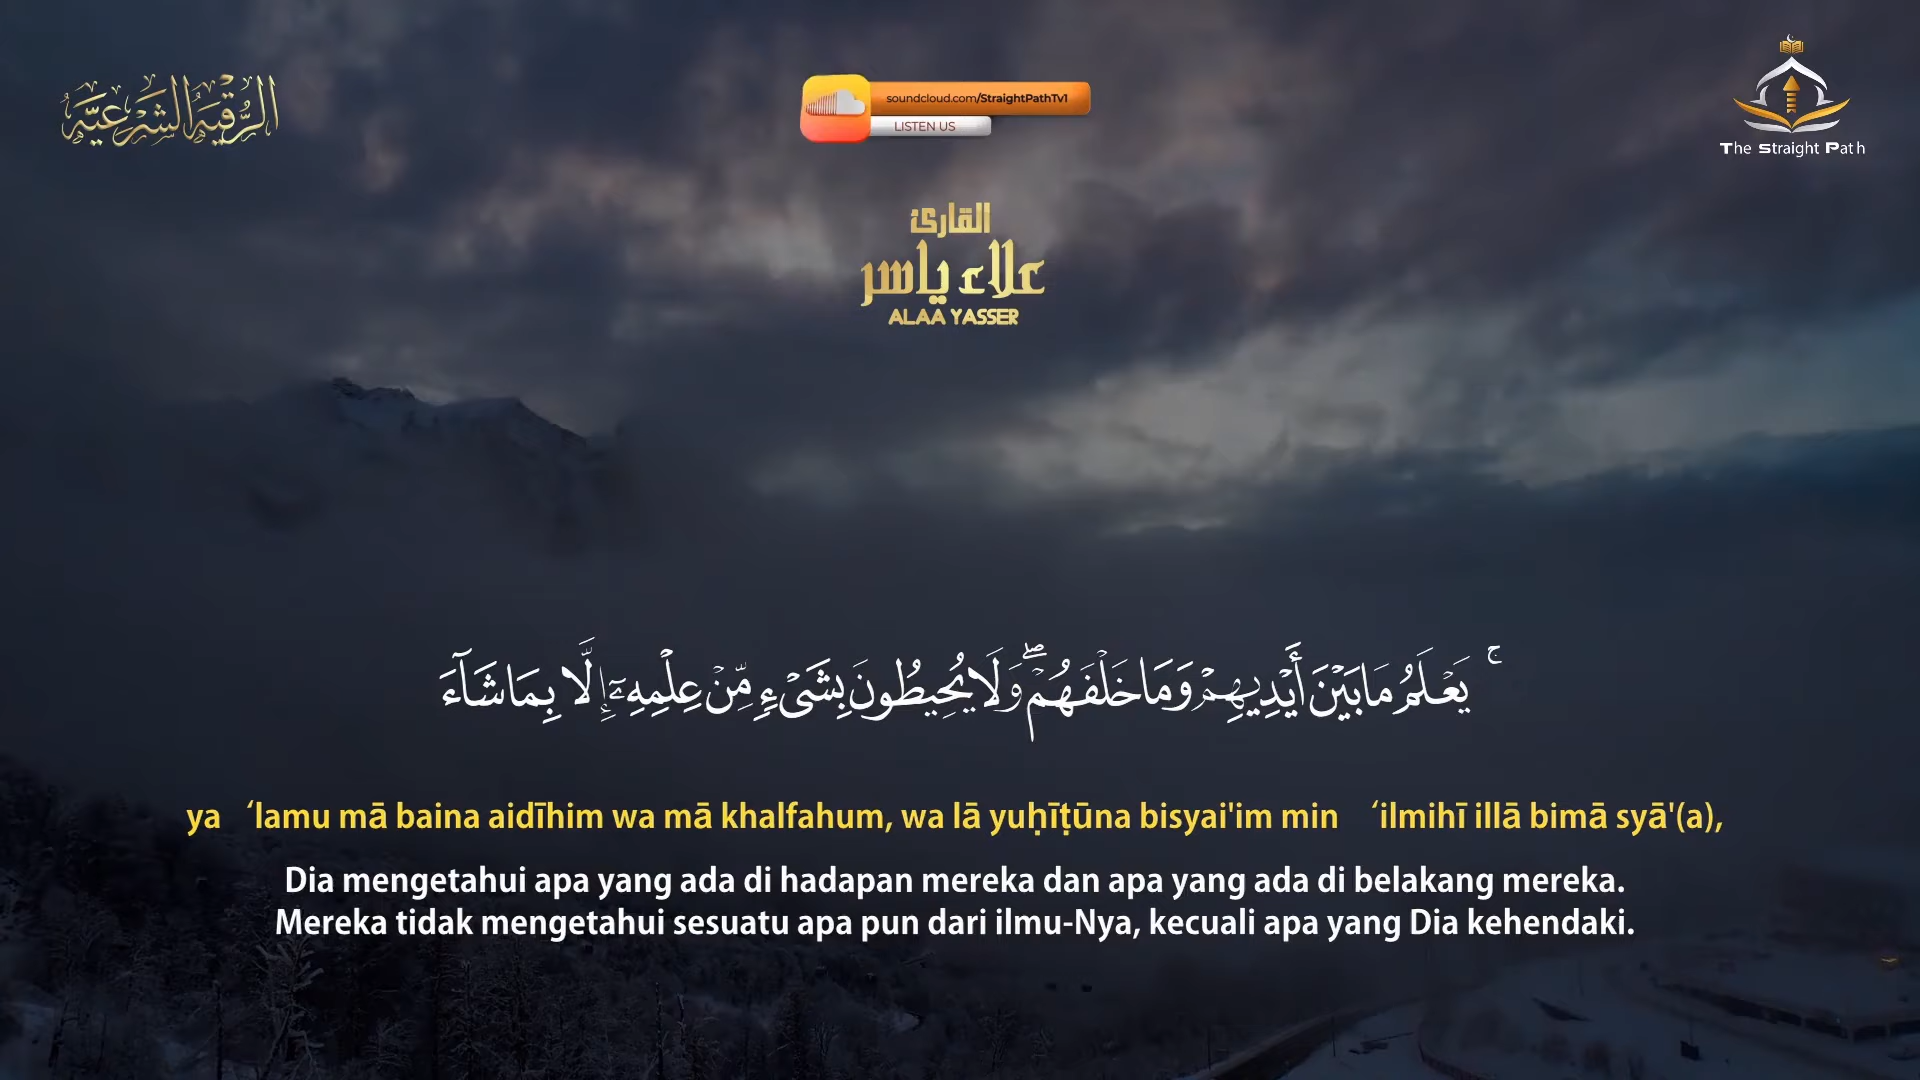 الرقية الشرعية
soundcloud.com/StraightPathTv1
LISTEN US
The Straight Path
القارئ
علاء ياسر
ALAA YASSER
ۚ يَعْلَمُ مَا بَيْنَ أَيْدِيهِمْ وَمَا خَلْفَهُمْ ۖ وَلَا يُحِيطُونَ بِشَىْءٍ مِّنْ عِلْمِهِۦٓ إِلَّا بِمَا شَآءَ
ya ‘lamu mā baina aidīhim wa mā khalfahum, wa lā yuḥīṭūna bisyai'im min ‘ilmihī illā bimā syā'(a),
Dia mengetahui apa yang ada di hadapan mereka dan apa yang ada di belakang mereka.
Mereka tidak mengetahui sesuatu apa pun dari ilmu-Nya, kecuali apa yang Dia kehendaki.